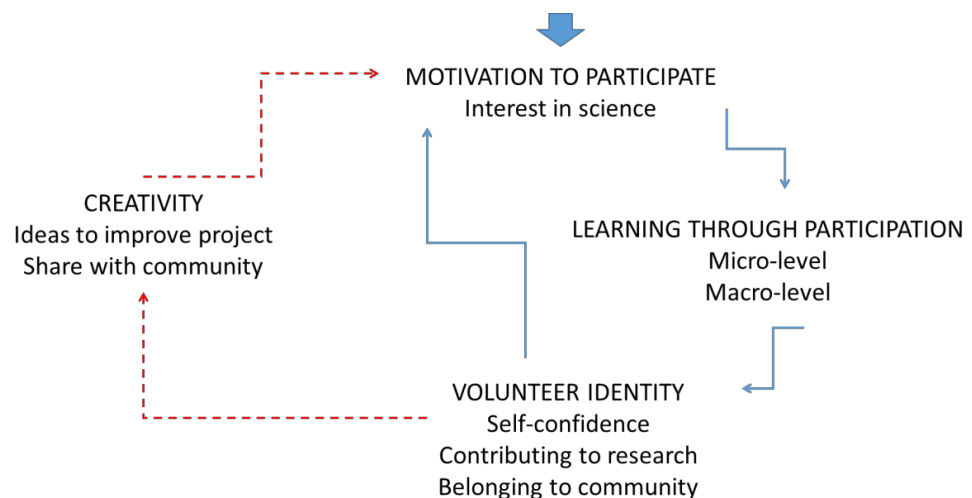 MOTIVATION TO PARTICIPATE
Interest in science
CREATIVITY
Ideas to improve project
Share with community
LEARNING THROUGH PARTICIPATION
Micro-level
Macro-level
VOLUNTEER IDENTITY
Self-confidence
Contributing to research
Belonging to community